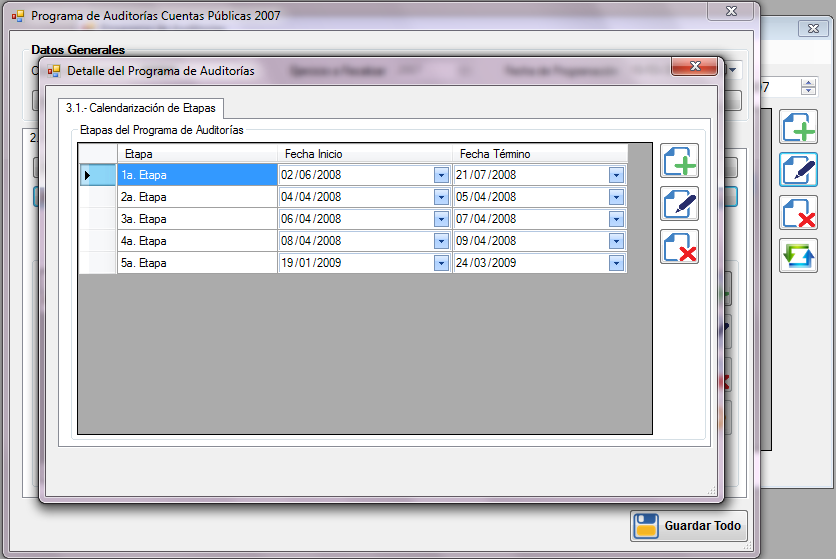 Programa de Auditorías Cuentas Públicas 2007
Datos Generales
Detalle del Programa de Auditorías
3.1.- Calendarización de Etapas
Etapas del Programa de Auditorías
Etapa Fecha Inicio Fecha Témino
1a. Etapa 02/06/2008 21/07/2008
2a. Etapa 04/04/2008 05/04/2008
3a. Etapa 06/04/2008 07/04/2008
4a. Etapa 08/04/2008 09/04/2008
5a. Etapa 19/01/2009 24/03/2009
Guardar Todo